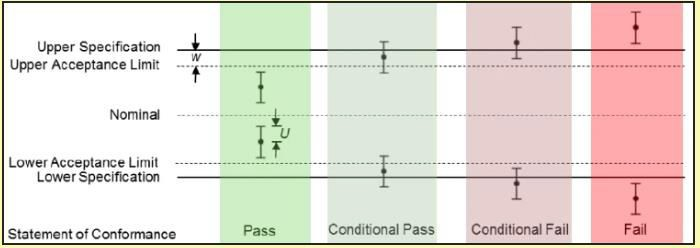 Upper Specification
W
Upper Acceptance Limit
Nominal
U
Lower Acceptance Limit
Lower Specification
Statement of Conformance Pass Conditional Pass Conditional Fail Fail